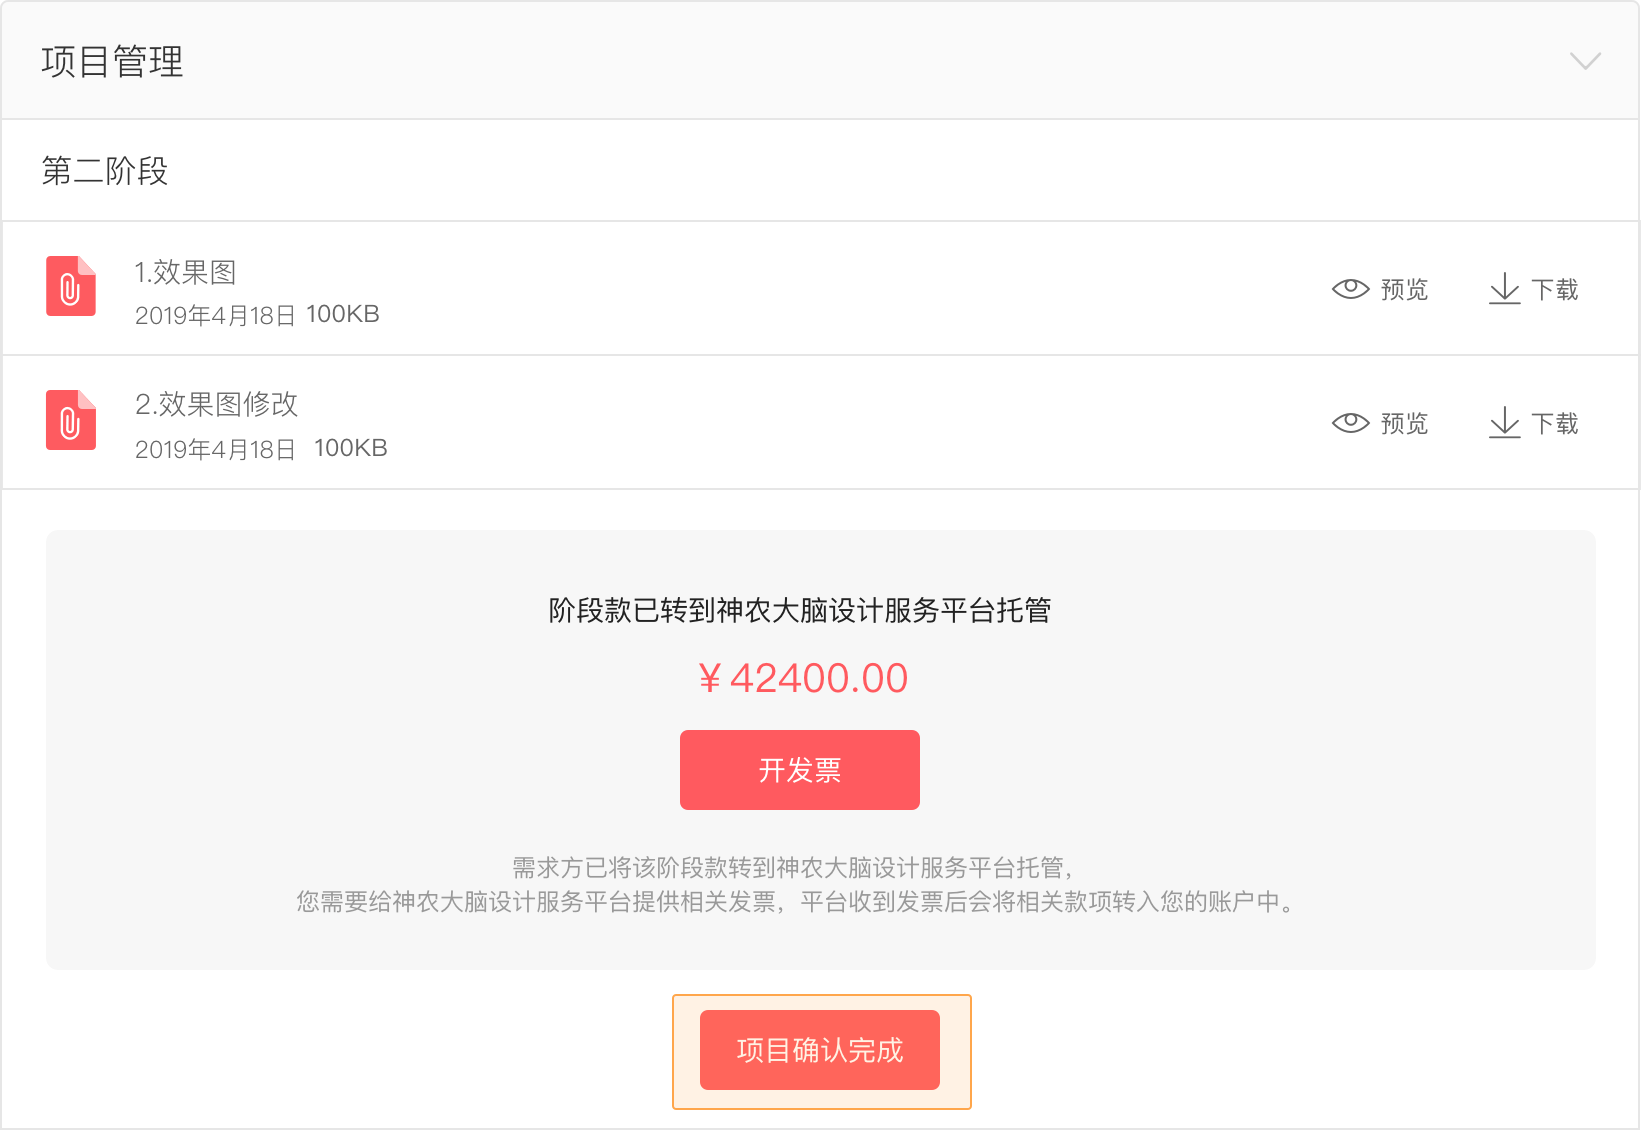 项目管理
第二阶段
1.效果图
2019年4月18日 100KB
预览 下载
2.效果图修改
2019年4月18日 100KB
预览 下载
阶段款已转到神农大脑设计服务平台托管
¥ 42400.00
开发票
需求方已将该阶段款转到神农大脑设计服务平台托管，
您需要给神农大脑设计服务平台提供相关发票，平台收到发票后会将相关款项转入您的账户中。
项目确认完成